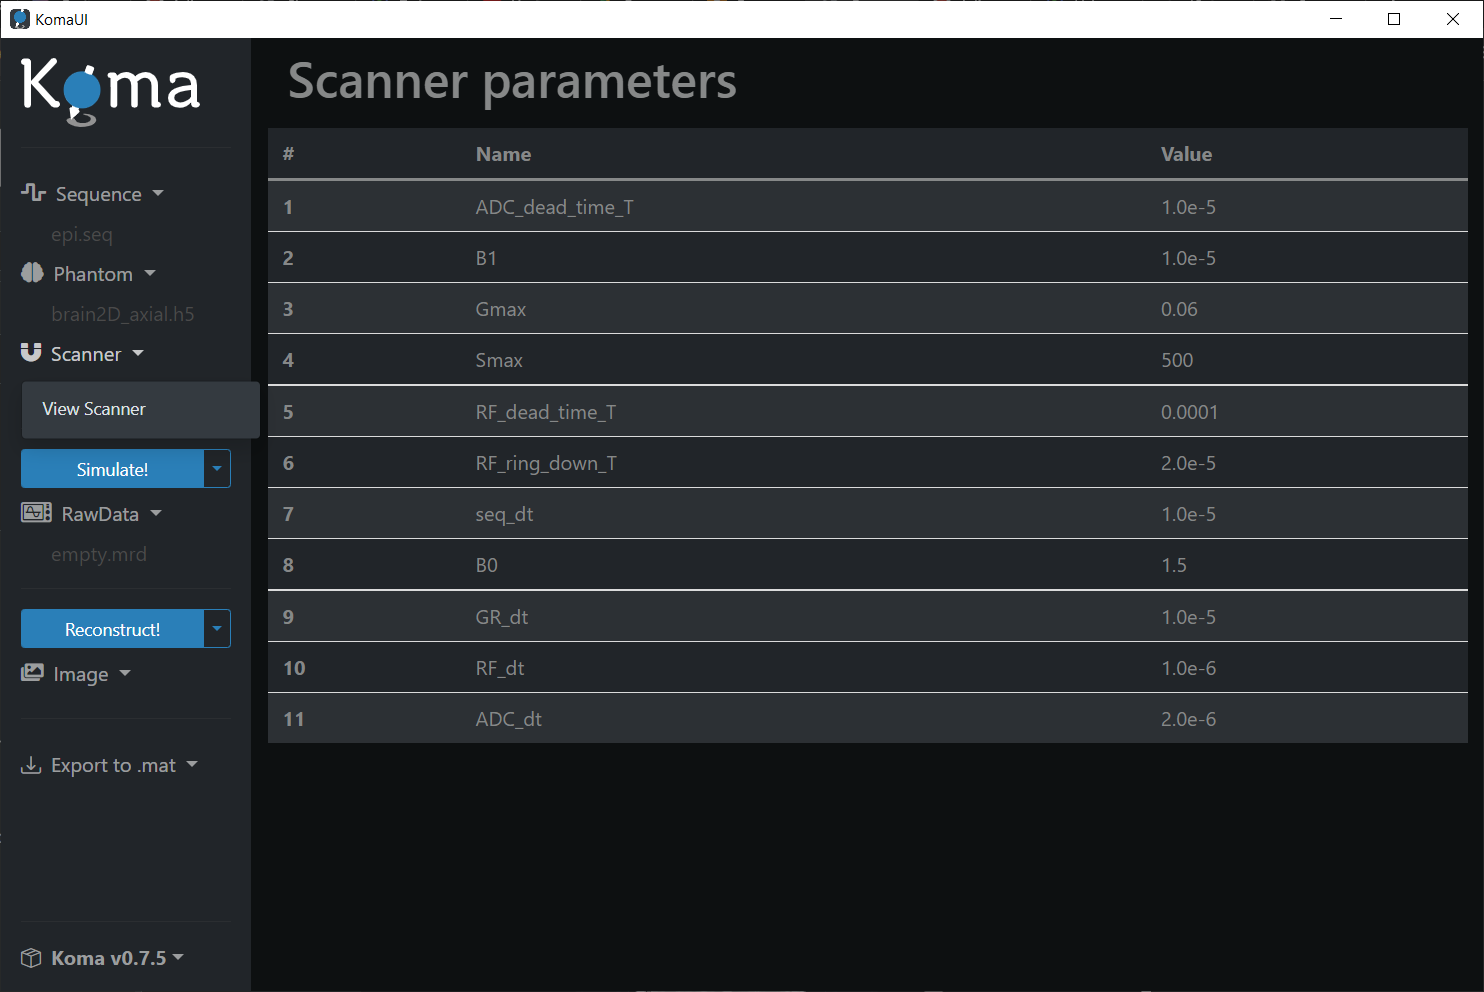 KomaUI
Koma
Sequence
epi.seq
Phantom
brain2D_axial.h5
Scanner
View Scanner
Simulate!
RawData
empty.mrd
Reconstruct!
Image
Export to .mat
Koma v0.7.5
Scanner parameters
# Name Value
1 ADC_dead_time_T 1.0e-5
2 B1 1.0e-5
3 Gmax 0.06
4 Smax 500
5 RF_dead_time_T 0.0001
6 RF_ring_down_T 2.0e-5
7 seq_dt 1.0e-5
8 B0 1.5
9 GR_dt 1.0e-5
10 RF_dt 1.0e-6
11 ADC_dt 2.0e-6